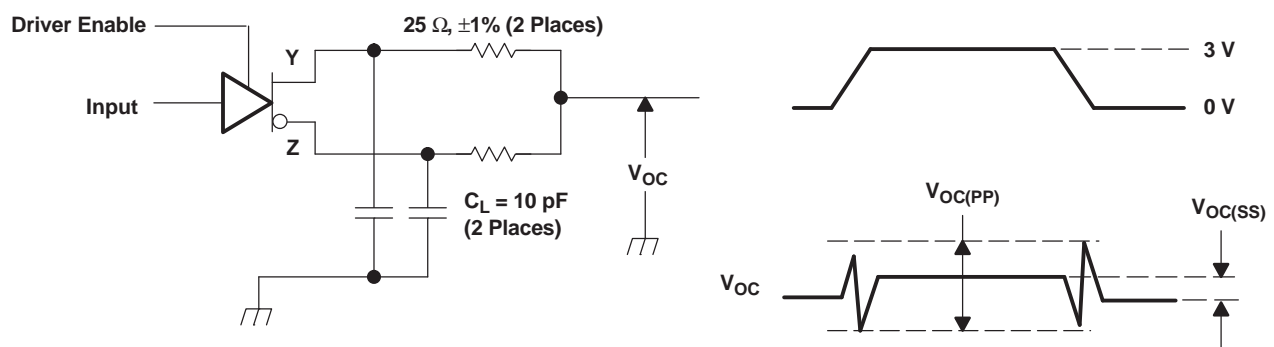 Driver Enable
25 Ω, ±1% (2 Places)
Y
Input
Z
C_L = 10 pF
(2 Places)
V_OC
3 V
0 V
V_OC(PP)
V_OC(SS)
V_OC